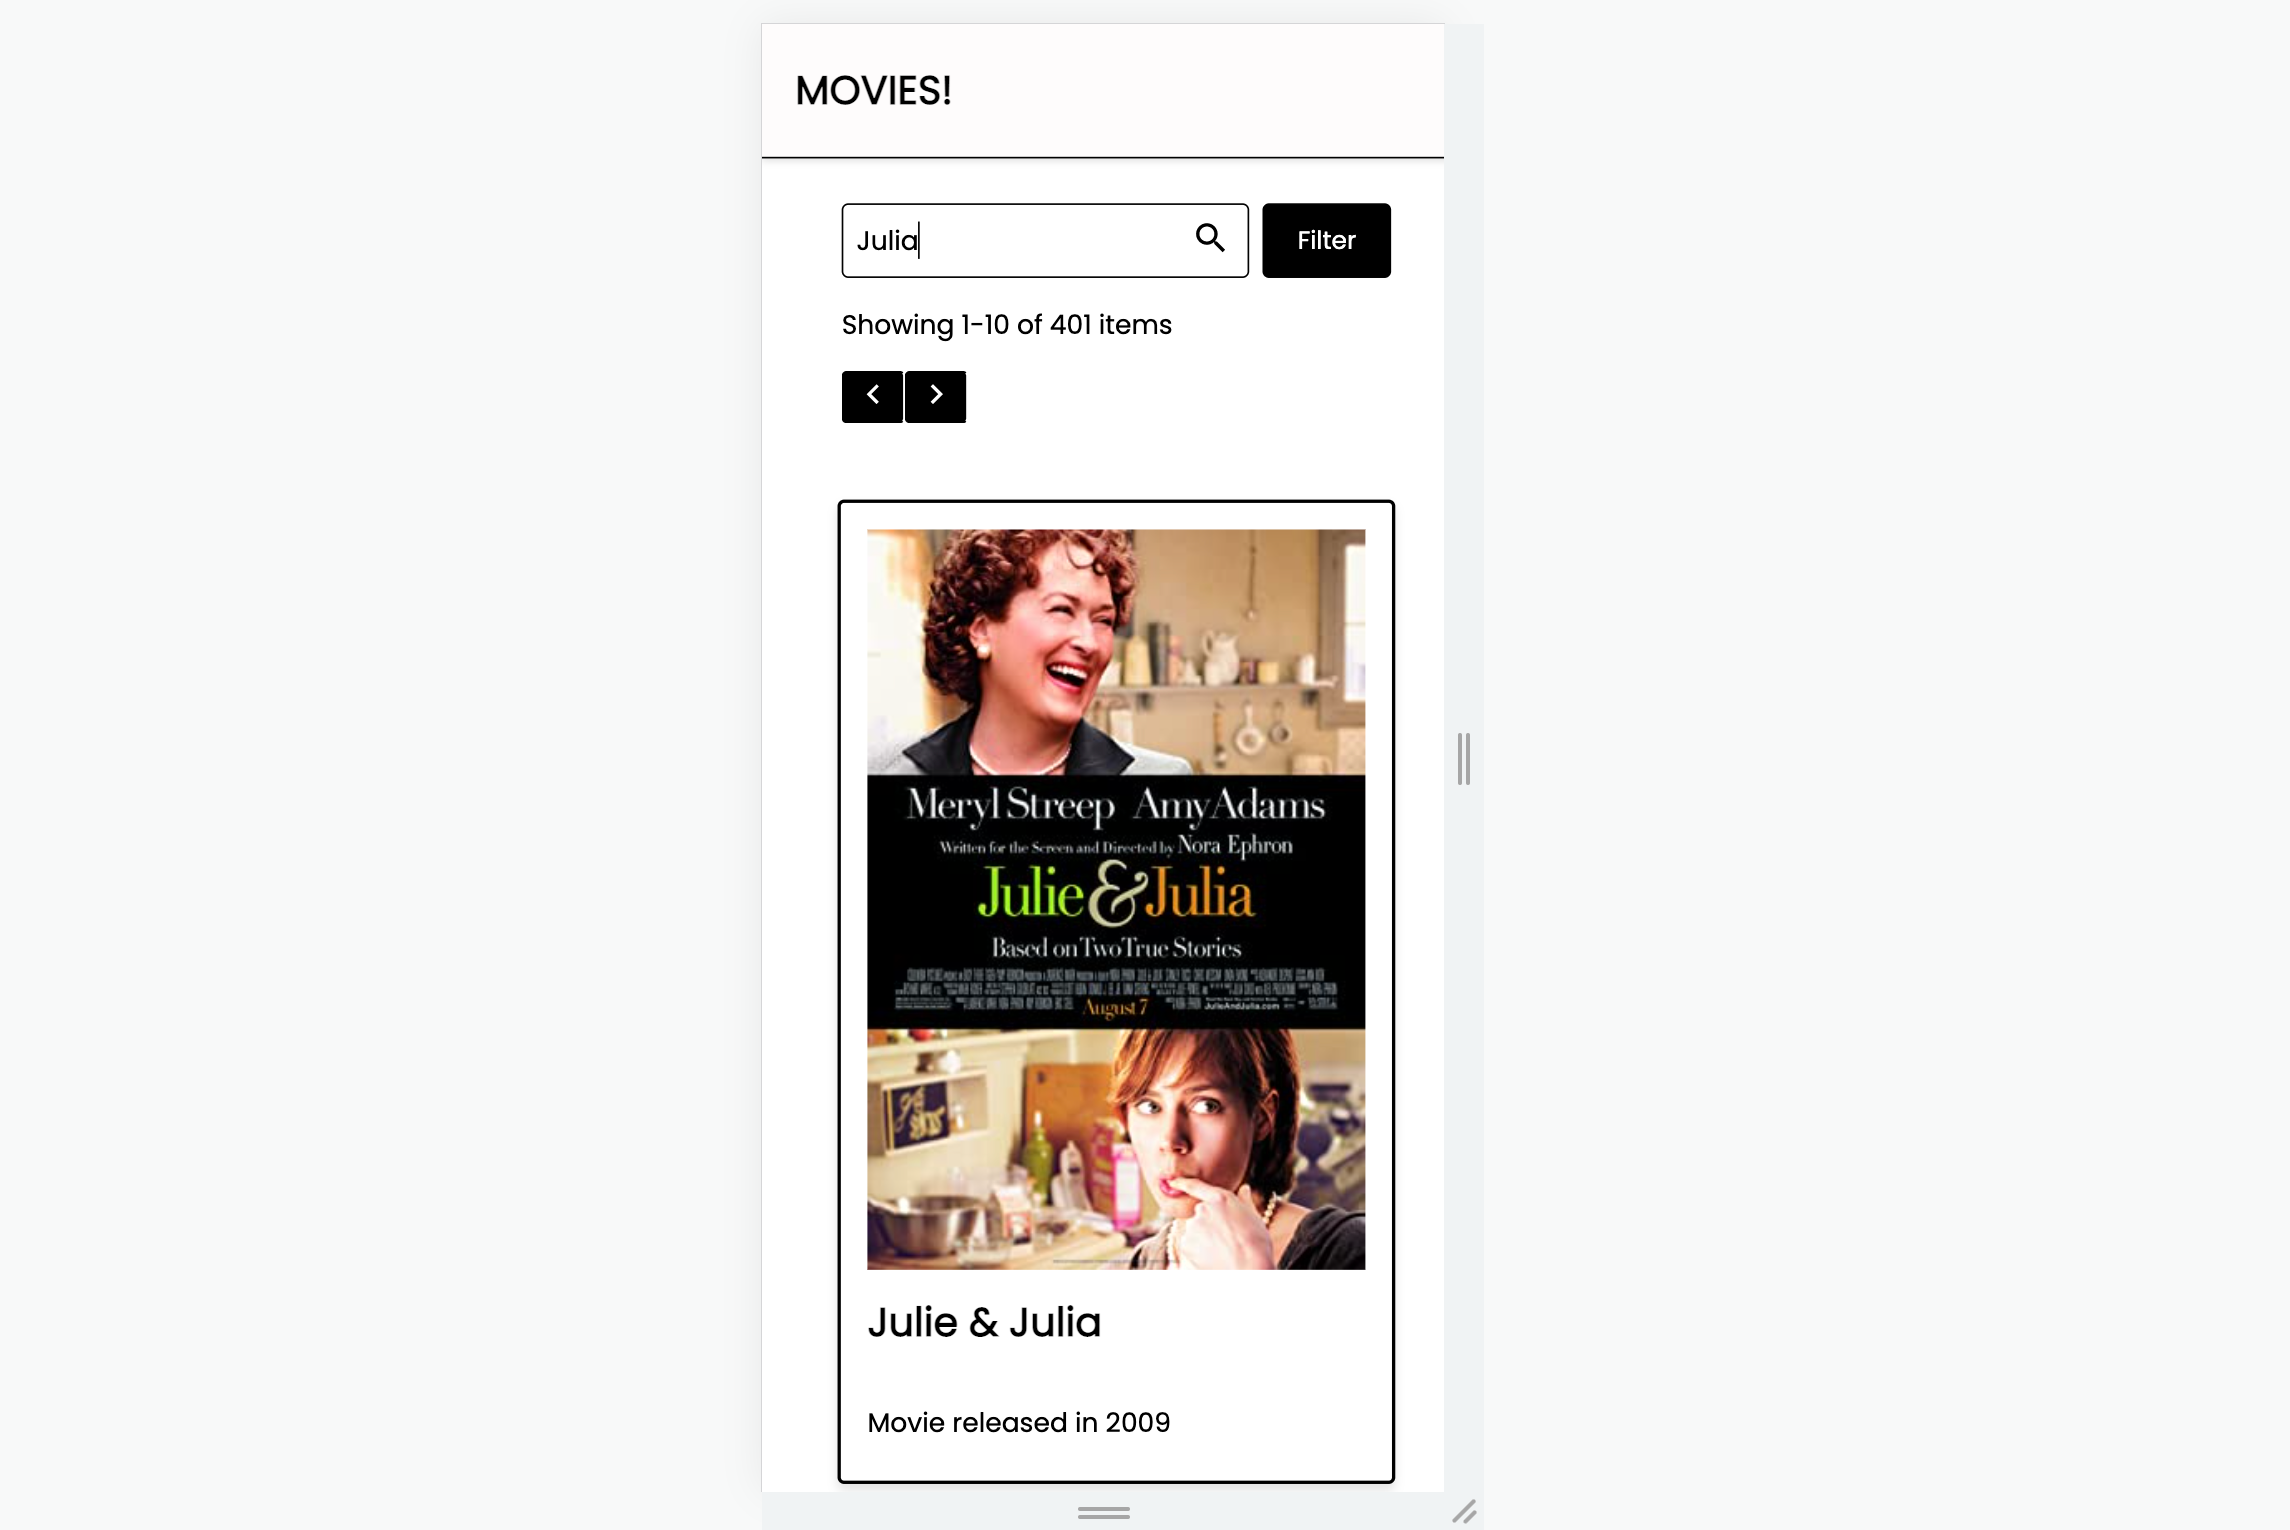 MOVIES!
Julia
Filter
Showing 1-10 of 401 items
Meryl Streep Amy Adams
Written for the Screen and Directed by Nora Ephron
Julie & Julia
Based on Two True Stories
August 7
JulieAndJulia.com
Julie & Julia
Movie released in 2009